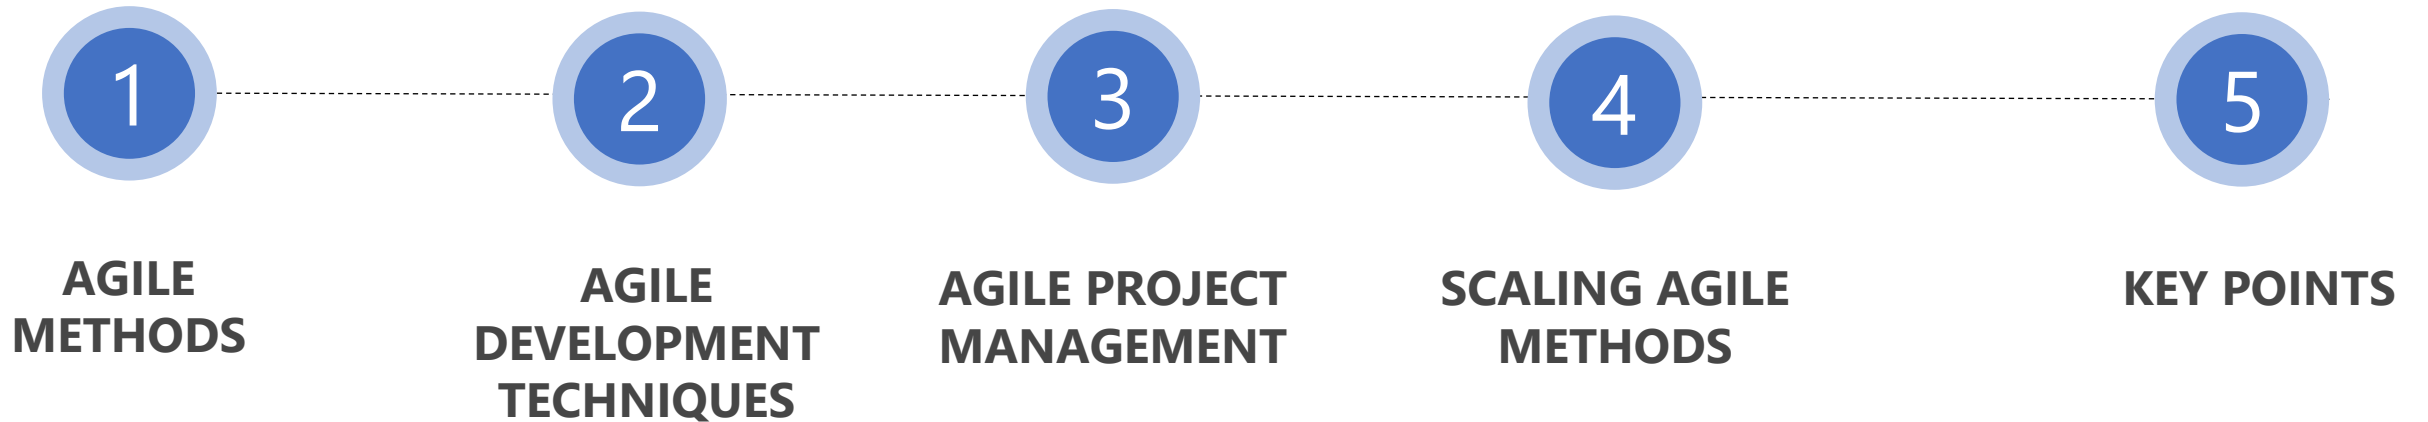 1
AGILE
METHODS
2
AGILE
DEVELOPMENT
TECHNIQUES
3
AGILE PROJECT
MANAGEMENT
4
SCALING AGILE
METHODS
5
KEY POINTS